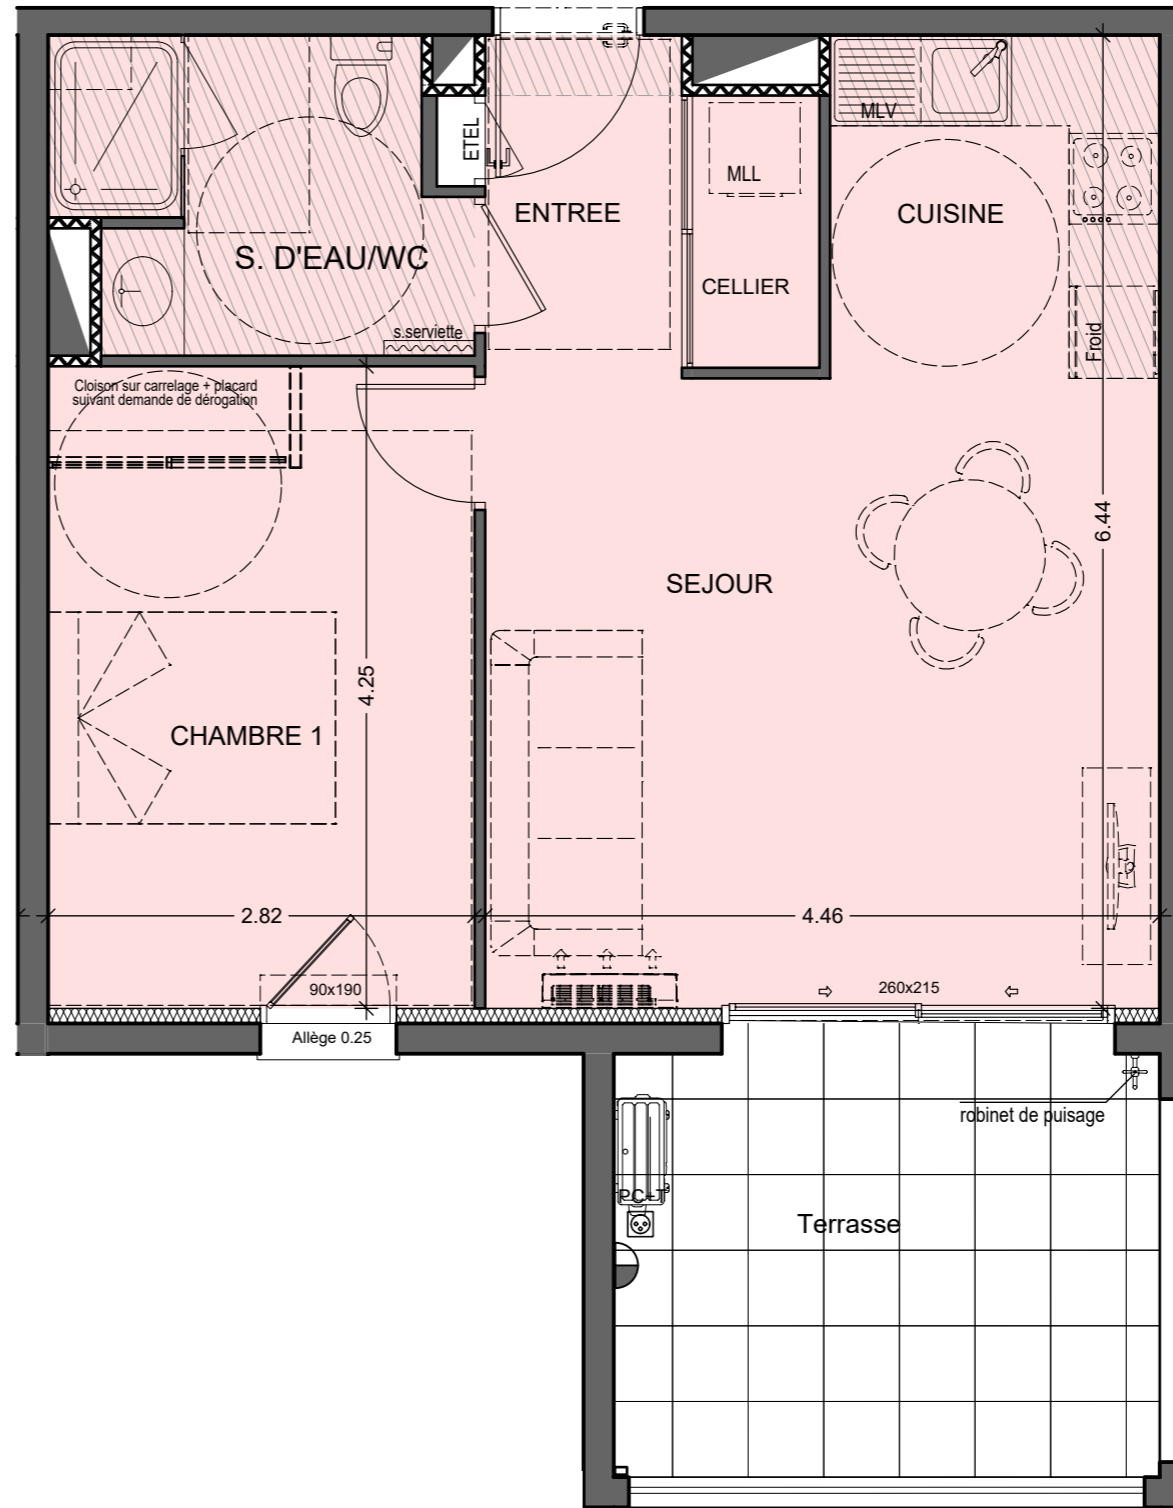 MLV
ETEL
MLL
ENTREE
CUISINE
S. D'EAU/WC
CELLIER
s.serviette
Froid
Cloison sur carrelage + placard
suivant demande de dérogation
6.44
SEJOUR
4.25
CHAMBRE 1
2.82
4.46
90x190
260x215
Allège 0.25
robinet de puisage
PC+T
Terrasse